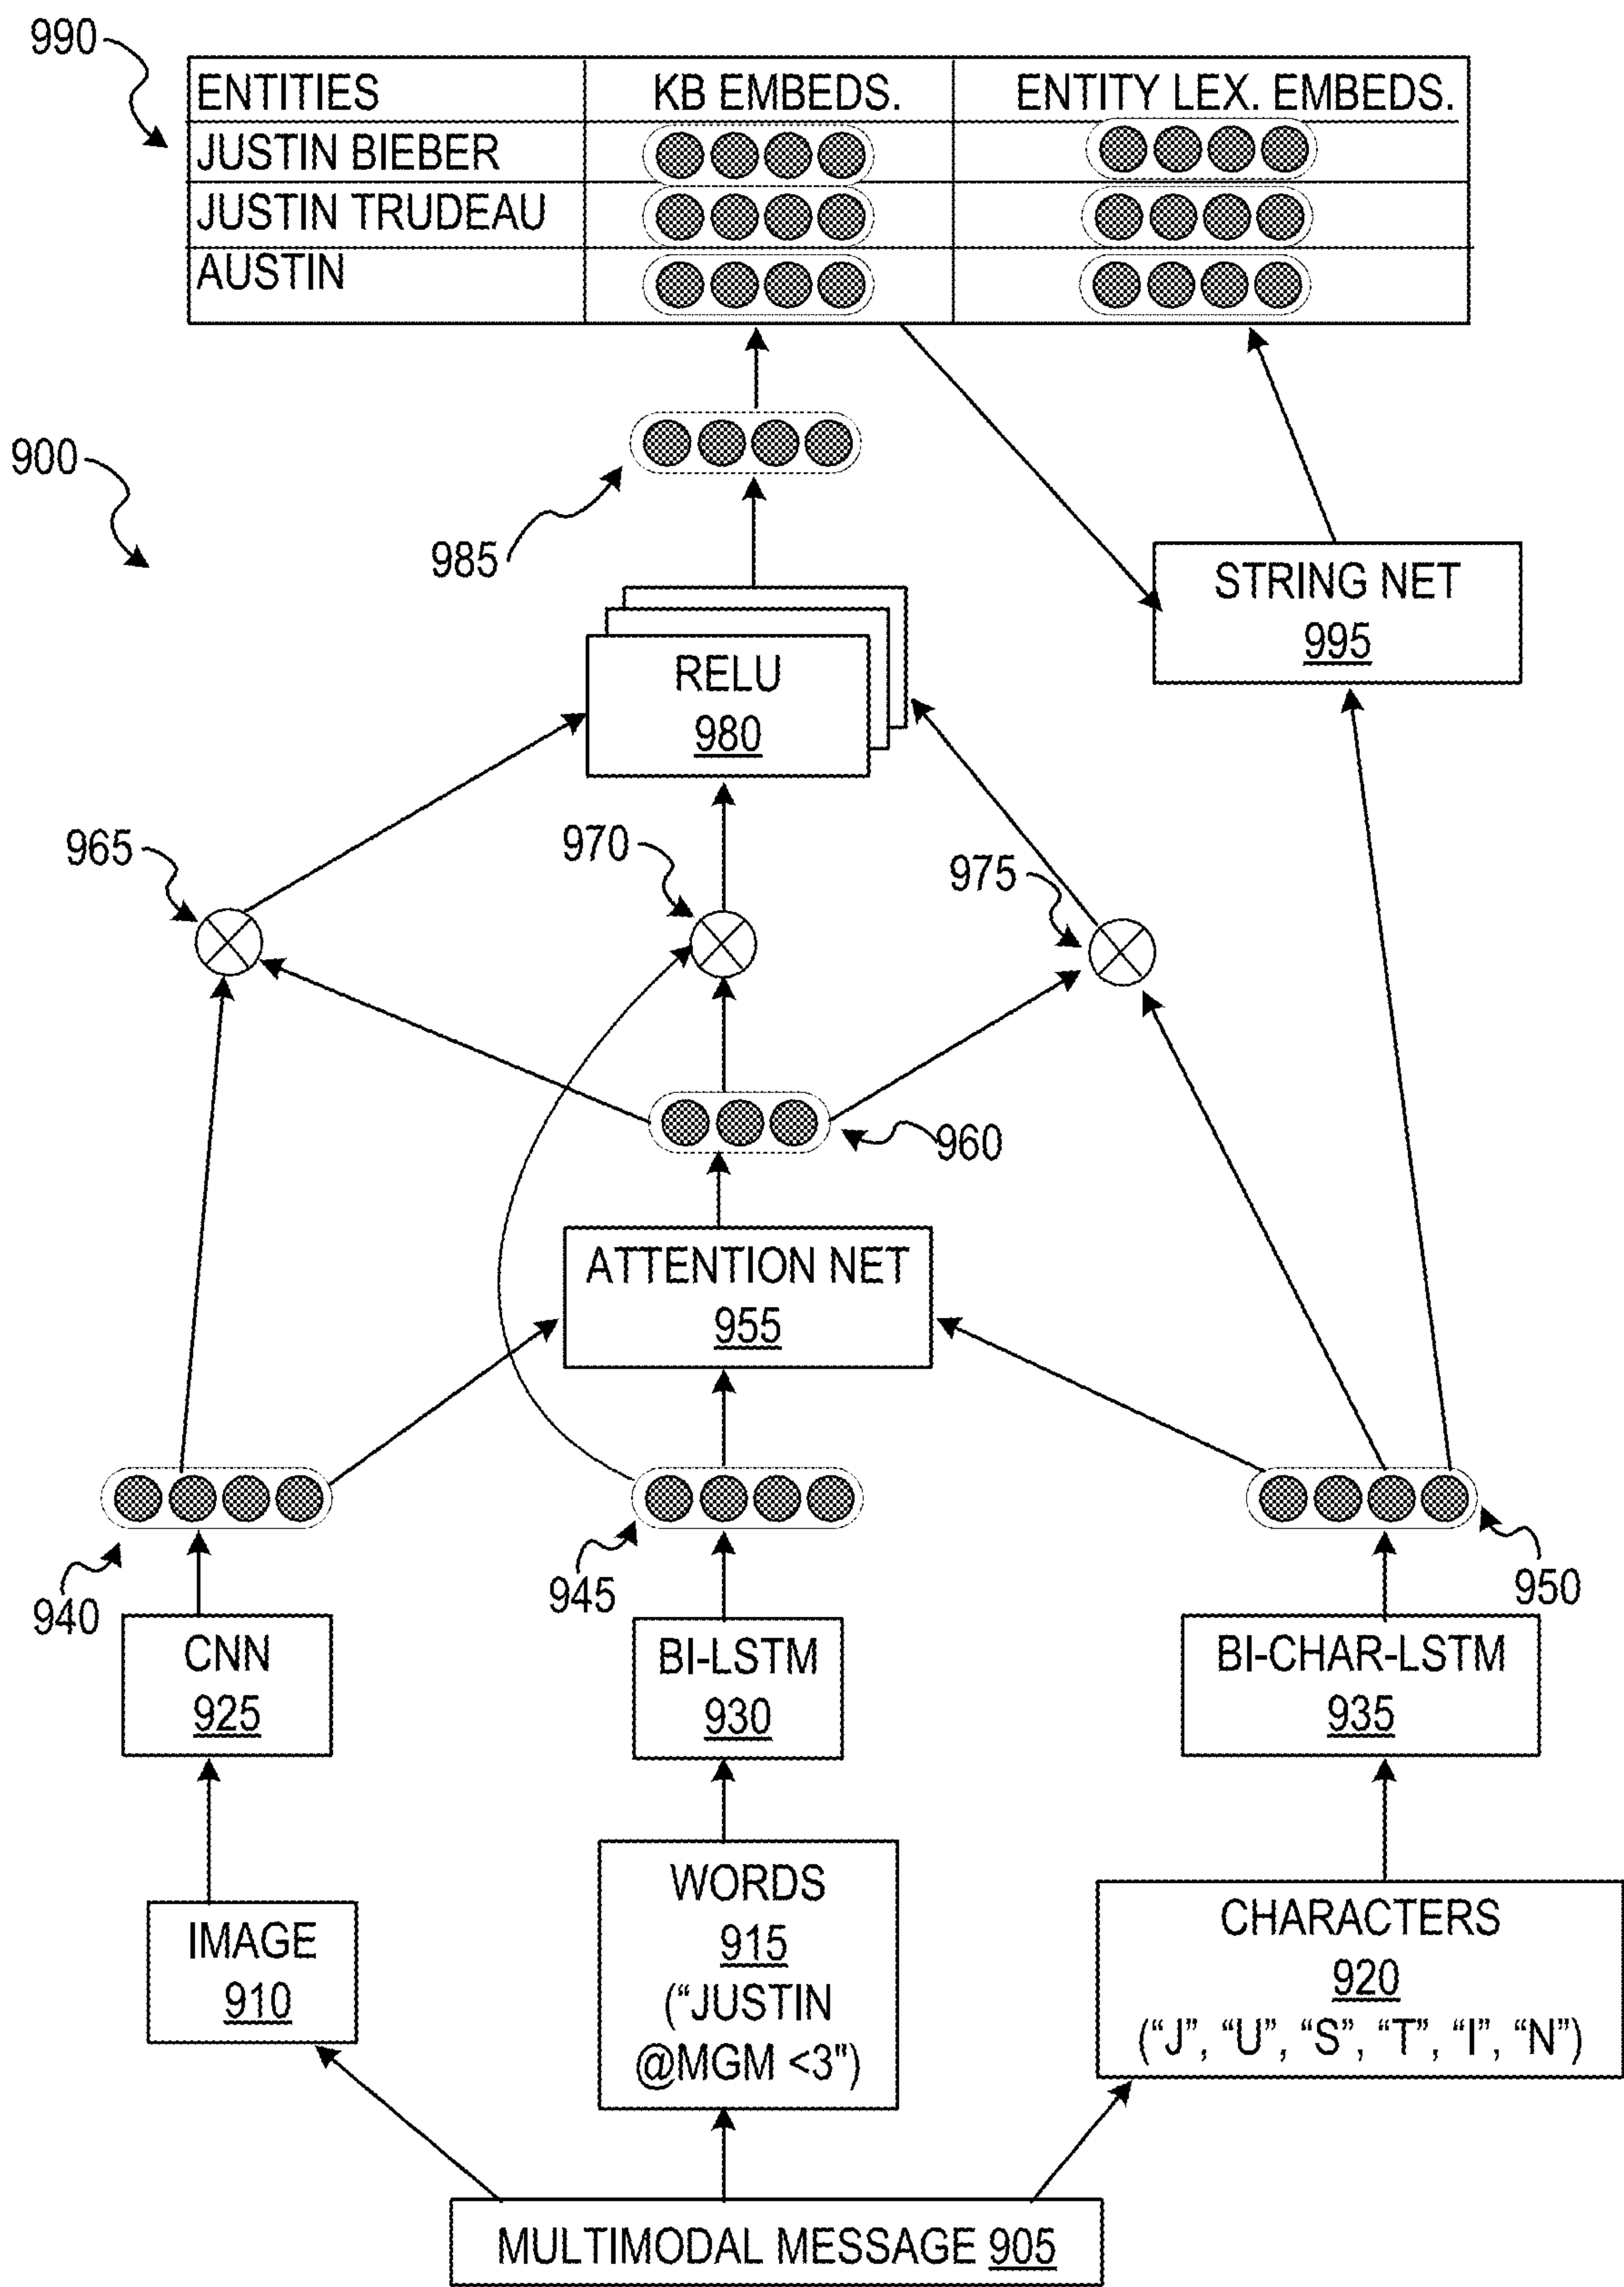 990
ENTITIES KB EMBEDS. ENTITY LEX. EMBEDS.
JUSTIN BIEBER
JUSTIN TRUDEAU
AUSTIN
900
985
STRING NET
995
RELU
980
965
970
975
960
ATTENTION NET
955
940
945
950
CNN
925
BI-LSTM
930
BI-CHAR-LSTM
935
IMAGE
910
WORDS
915
(“JUSTIN
@MGM <3")
CHARACTERS
920
(“J”, “U”, “S”, “T”, “I”, “N”)
MULTIMODAL MESSAGE 905